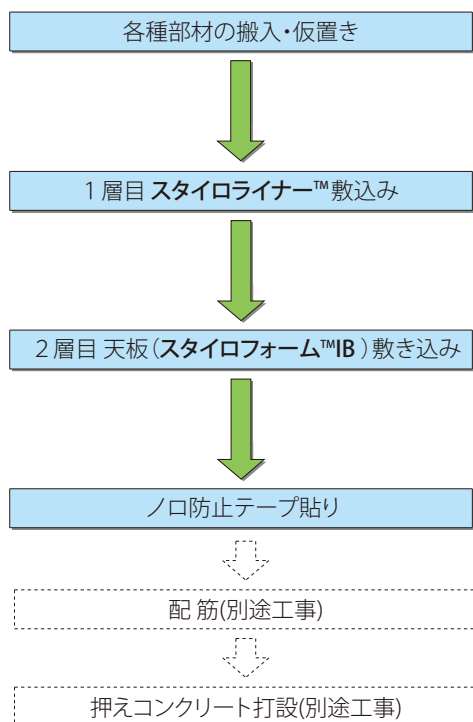 各種部材の搬入・仮置き
1層目 スタイロライナー™敷込み
2層目 天板(スタイロフォーム™IB)敷き込み
ノロ防止テープ貼り
配 筋(別途工事)
押えコンクリート打設(別途工事)